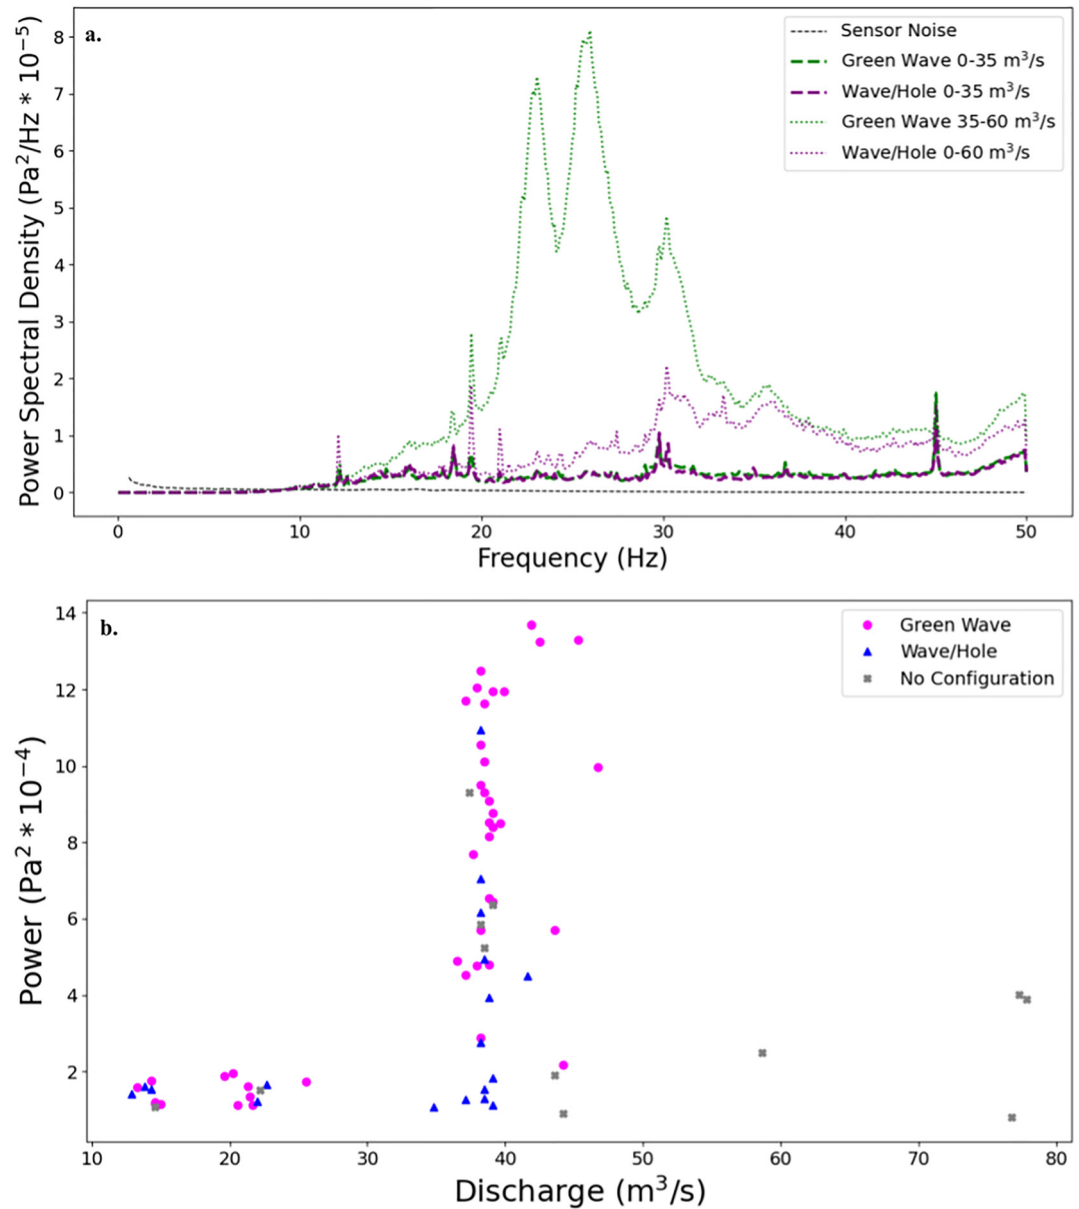 a.
Sensor Noise
Green Wave 0-35 m³/s
Wave/Hole 0-35 m³/s
Green Wave 35-60 m³/s
Wave/Hole 0-60 m³/s
Power Spectral Density (Pa²/Hz * 10⁻⁵)
8
7
6
5
4
3
2
1
0
0 10 20 30 40 50
Frequency (Hz)
b.
Green Wave
Wave/Hole
No Configuration
Power (Pa² * 10⁻⁴)
14
12
10
8
6
4
2
10 20 30 40 50 60 70 80
Discharge (m³/s)